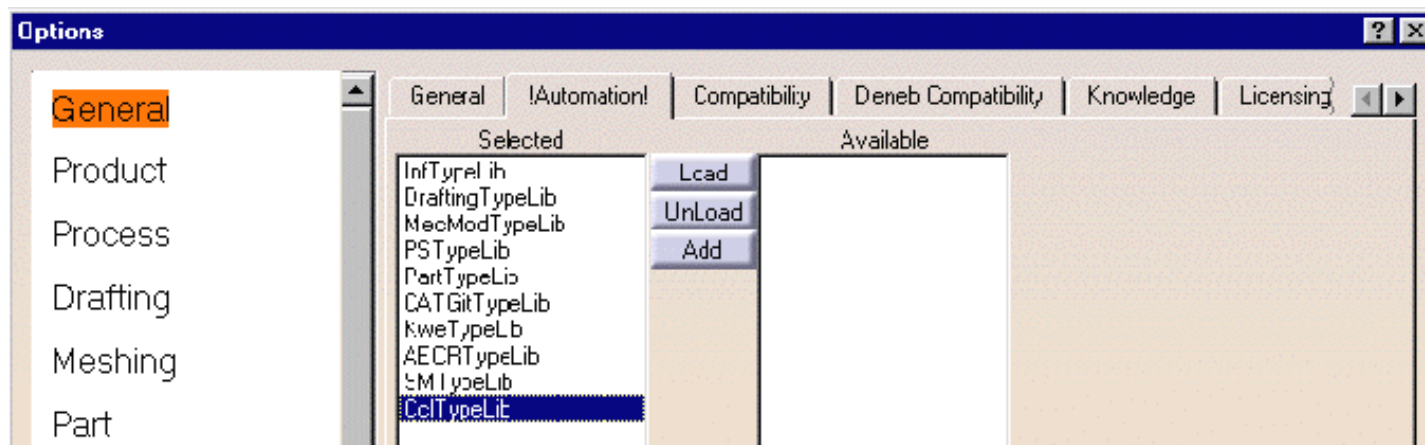 Options
General
Product
Process
Drafting
Meshing
Part
General !Automation! Compatibility Deneb Compatibility Knowledge Licensing
Selected Available
InfTypeLib
DraftingTypeLib
MecModTypeLib
PSTypeLib
PartTypeLib
CATGitTypeLib
KweTypeLib
AECRTypeLib
SMTypeLib
Load
UnLoad
Add